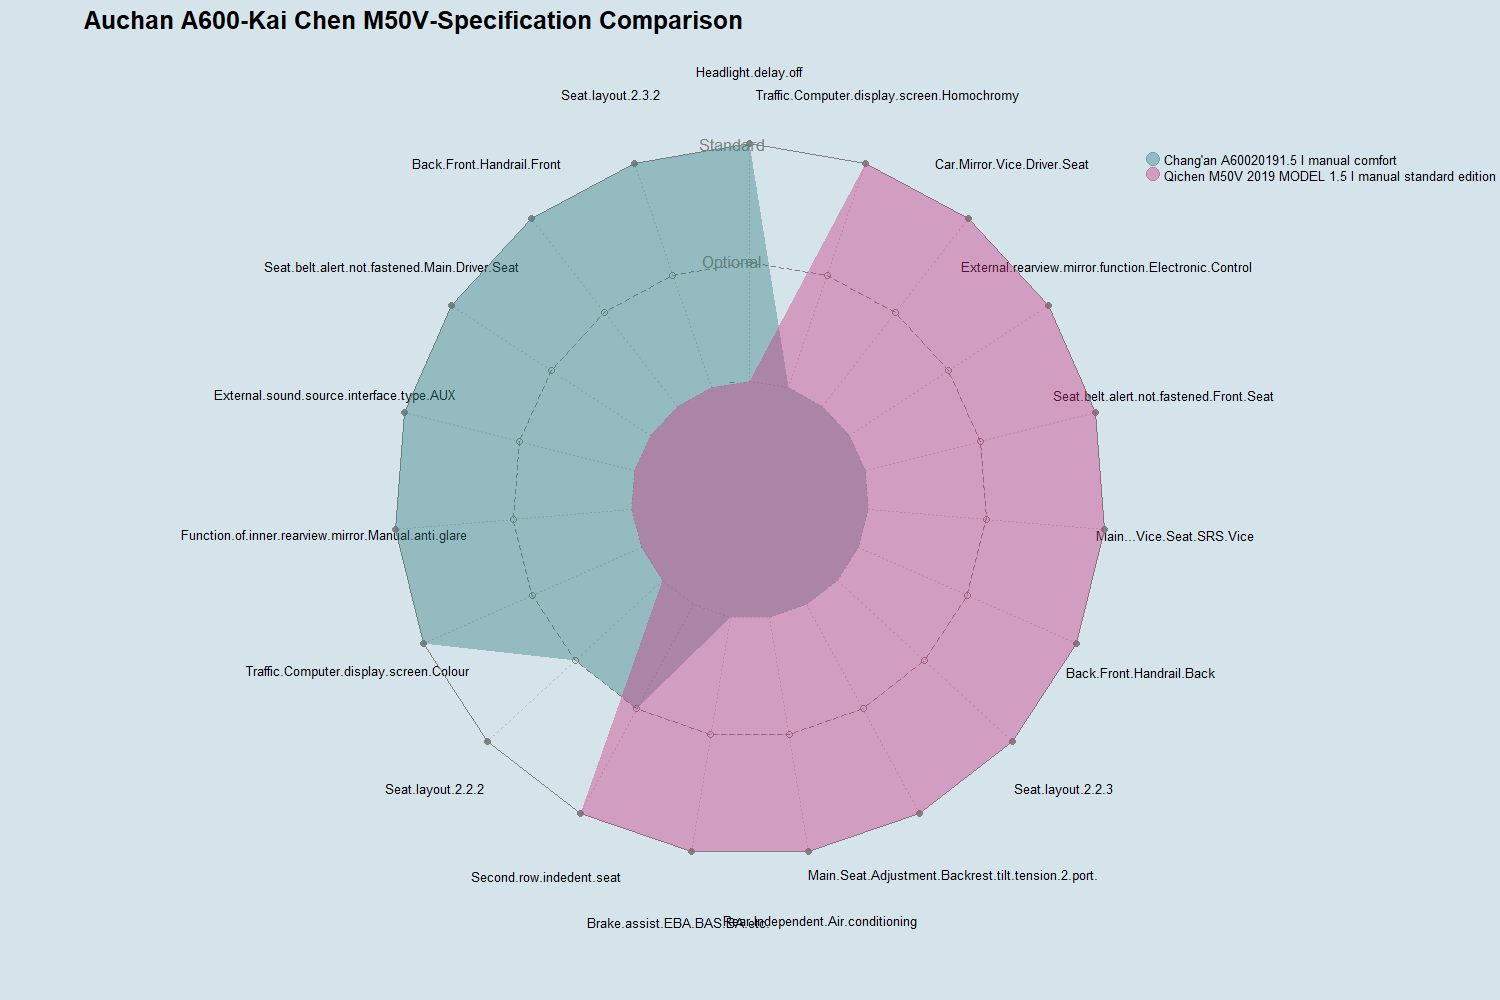 Auchan A600-Kai Chen M50V-Specification Comparison
Headlight.delay.off
Seat.layout.2.3.2
Traffic.Computer.display.screen.Homochromy
Standard
Back.Front.Handrail.Front
Car.Mirror.Vice.Driver.Seat
Chang'an A60020191.5 l manual comfort
Qichen M50V 2019 MODEL 1.5 l manual standard edition
Optional
Seat.belt.alert.not.fastened.Main.Driver.Seat
External.rearview.mirror.function.Electronic.Control
-
External.sound.source.interface.type.AUX
Seat.belt.alert.not.fastened.Front.Seat
Function.of.inner.rearview.mirror.Manual.anti.glare
Main...Vice.Seat.SRS.Vice
Traffic.Computer.display.screen.Colour
Back.Front.Handrail.Back
Seat.layout.2.2.2
Seat.layout.2.2.3
Second.row.indedent.seat
Main.Seat.Adjustment.Backrest.tilt.tension.2.port.
Brake.assist.EBA.BAS.BA.etc.
Rear.Independent.Air.conditioning